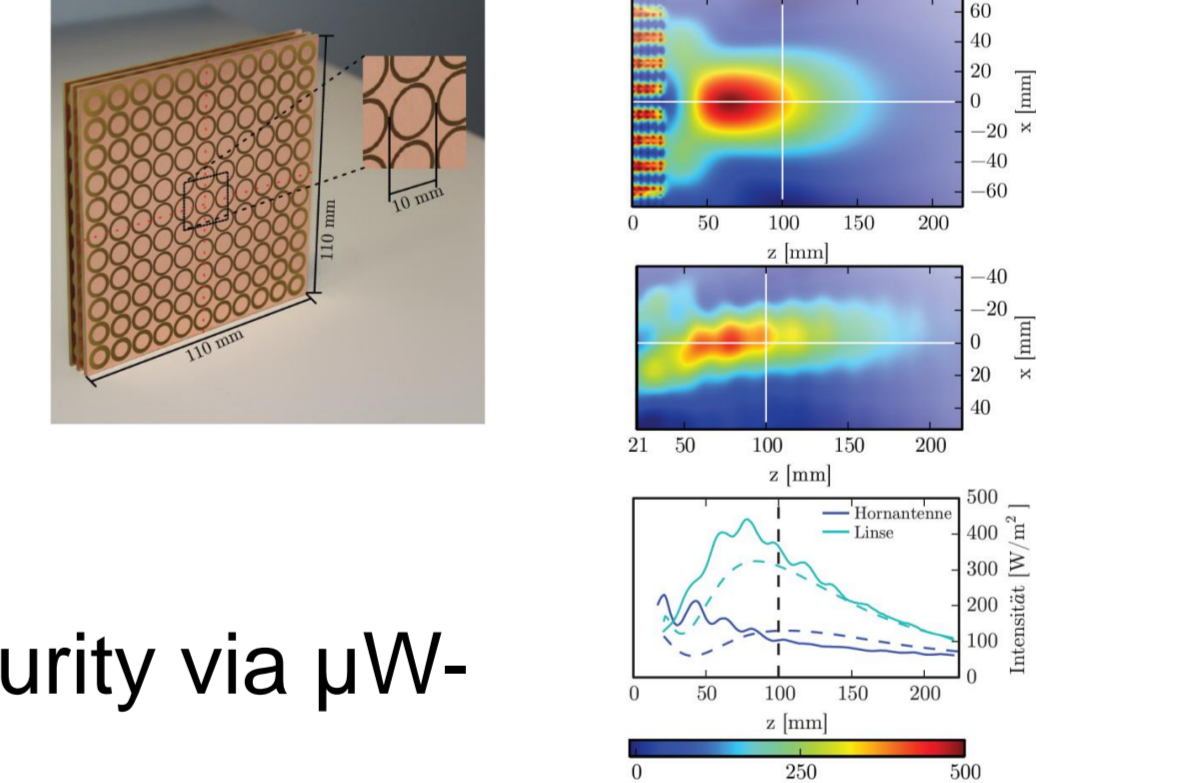 10 mm
110 mm
110 mm
urity via µW-
60
40
20
0
−20
−40
−60
x [mm]
0 50 100 150 200
z [mm]
−40
−20
0
20
40
x [mm]
21 50 100 150 200
z [mm]
Hornantenne
Linse
500
400
300
200
100
0
Intensität [W/m²]
0 50 100 150 200
z [mm]
0 250 500